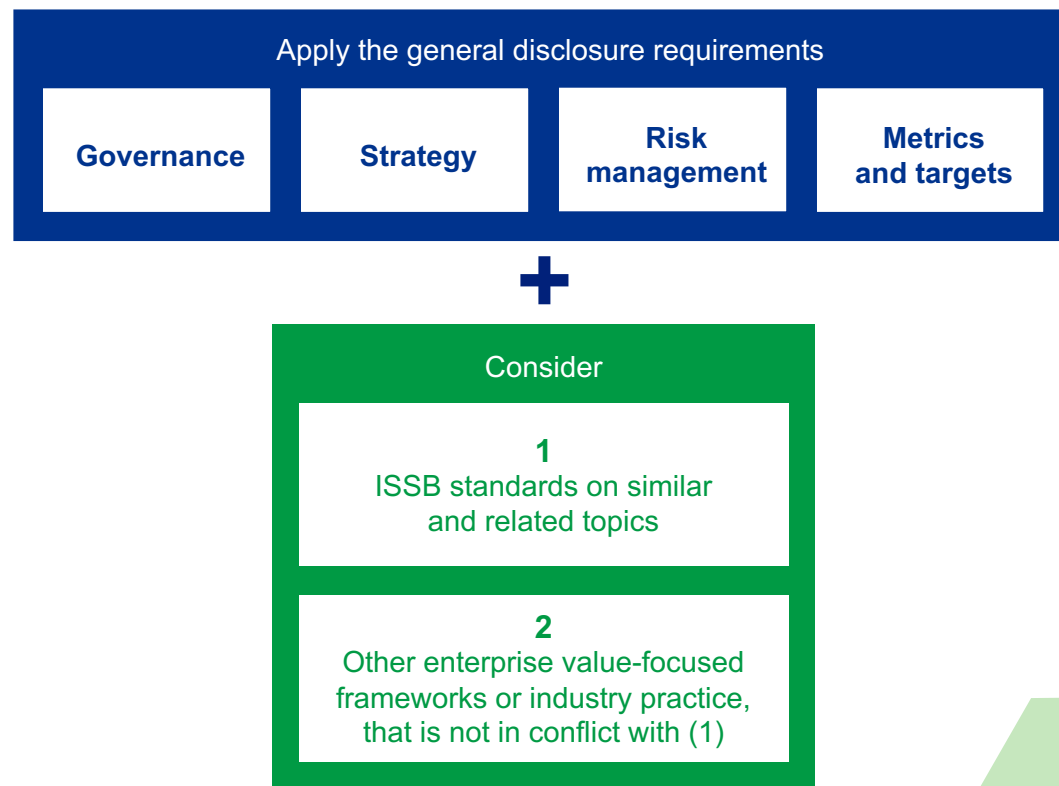 Apply the general disclosure requirements
Governance
Strategy
Risk
management
Metrics
and targets
+
Consider
1
ISSB standards on similar
and related topics
2
Other enterprise value-focused
frameworks or industry practice,
that is not in conflict with (1)